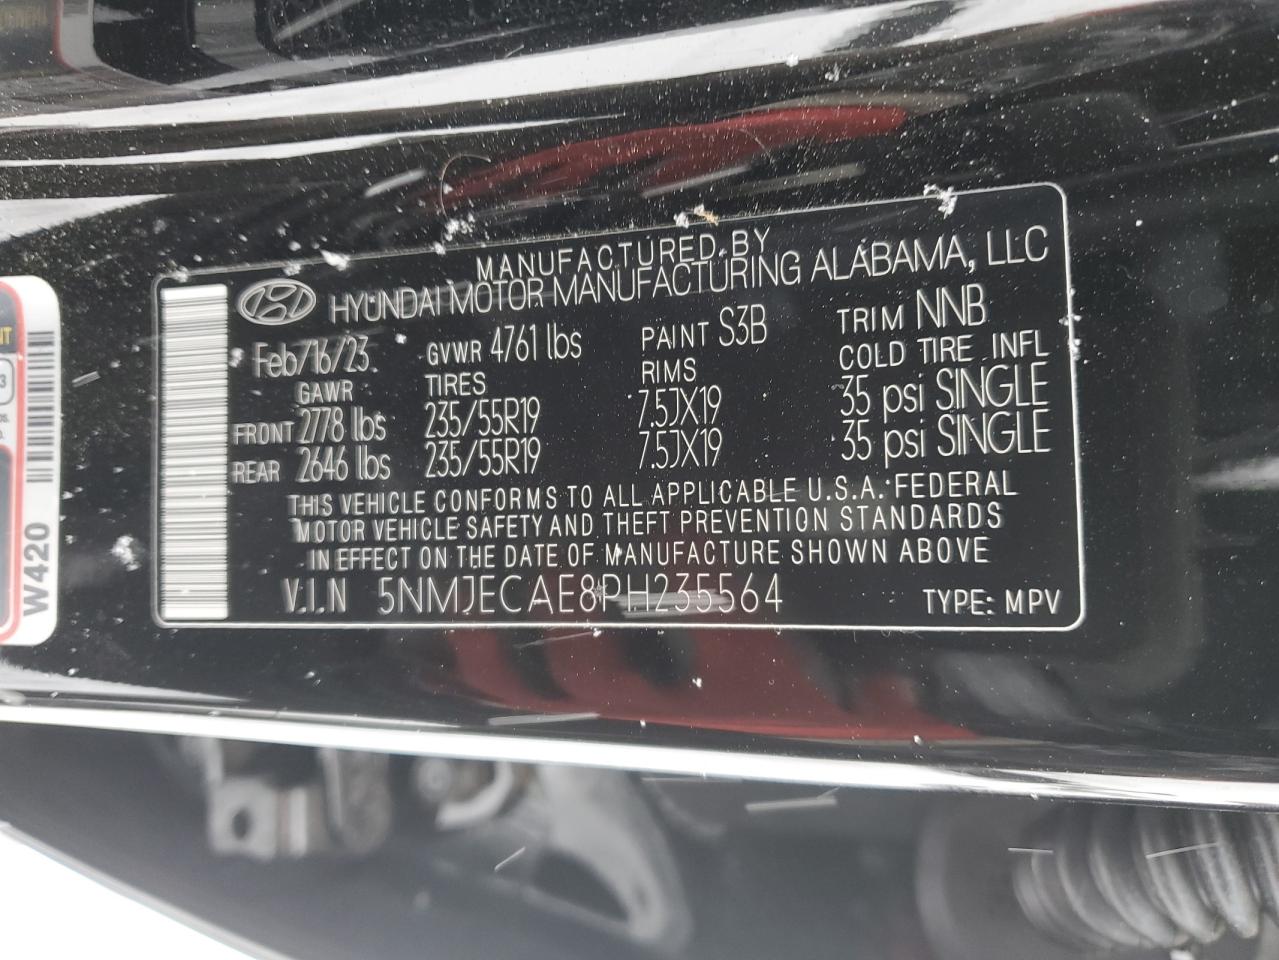 MANUFACTURED BY
HYUNDAI MOTOR MANUFACTURING ALABAMA, LLC
Feb/16/23 GVWR 4761 lbs PAINT S3B TRIM NNB
GAWR TIRES RIMS COLD TIRE INFL
FRONT 2778 lbs 235/55R19 7.5JX19 35 psi SINGLE
REAR 2646 lbs 235/55R19 7.5JX19 35 psi SINGLE
THIS VEHICLE CONFORMS TO ALL APPLICABLE U.S.A. FEDERAL
MOTOR VEHICLE SAFETY AND THEFT PREVENTION STANDARDS
IN EFFECT ON THE DATE OF MANUFACTURE SHOWN ABOVE
V.I.N 5NMJECAE8PH235564 TYPE: MPV
W420